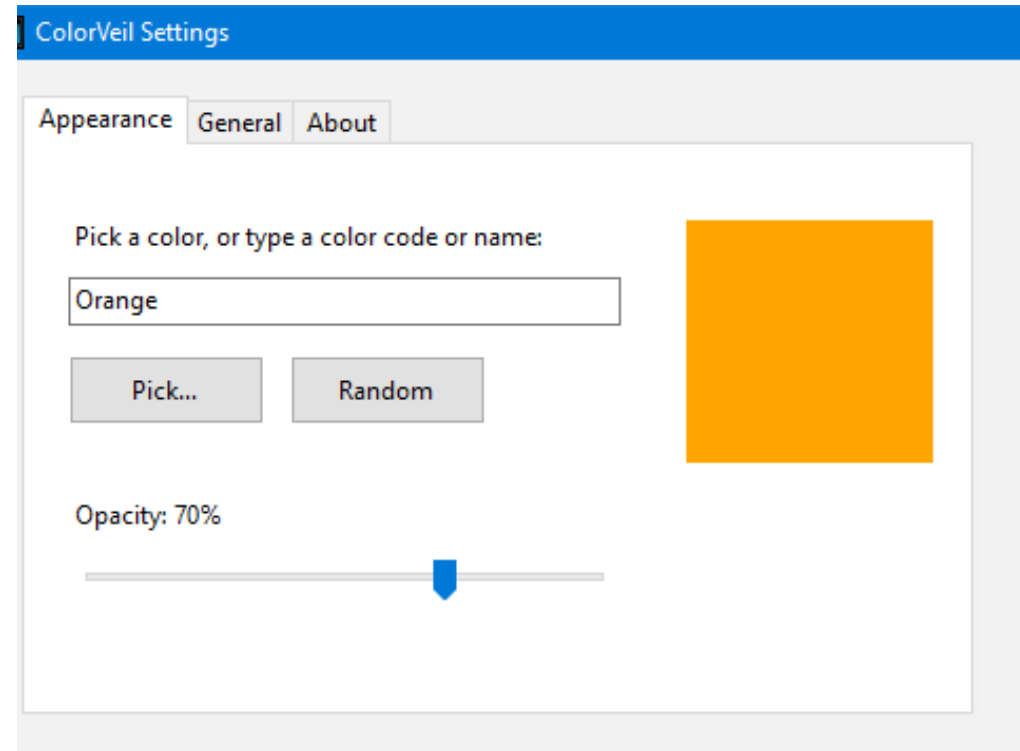 ColorVeil Settings
Appearance General About
Pick a color, or type a color code or name:
Orange
Pick... Random
Opacity: 70%